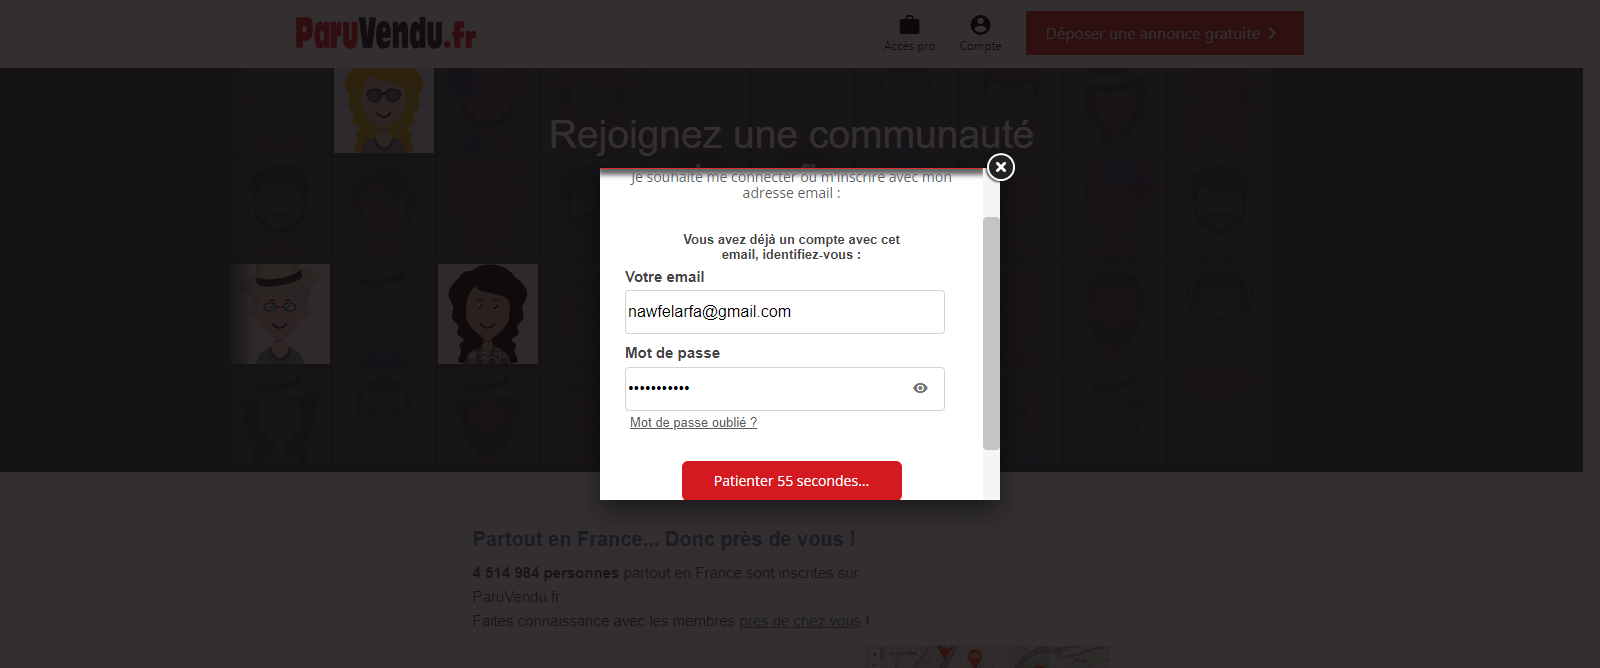 ParuVendu.fr
Accès pro
Compte
Déposer une annonce gratuite
Rejoignez une communauté
Je souhaite me connecter ou m'inscrire avec mon
adresse email :
Vous avez déjà un compte avec cet
email, identifiez-vous :
Votre email
nawfelarfa@gmail.com
Mot de passe
•••••••••••
Mot de passe oublié ?
Patienter 55 secondes...
Partout en France... Donc près de vous !
4 514 984 personnes partout en France sont inscrites sur
ParuVendu.fr.
Faites connaissance avec les membres près de chez vous !